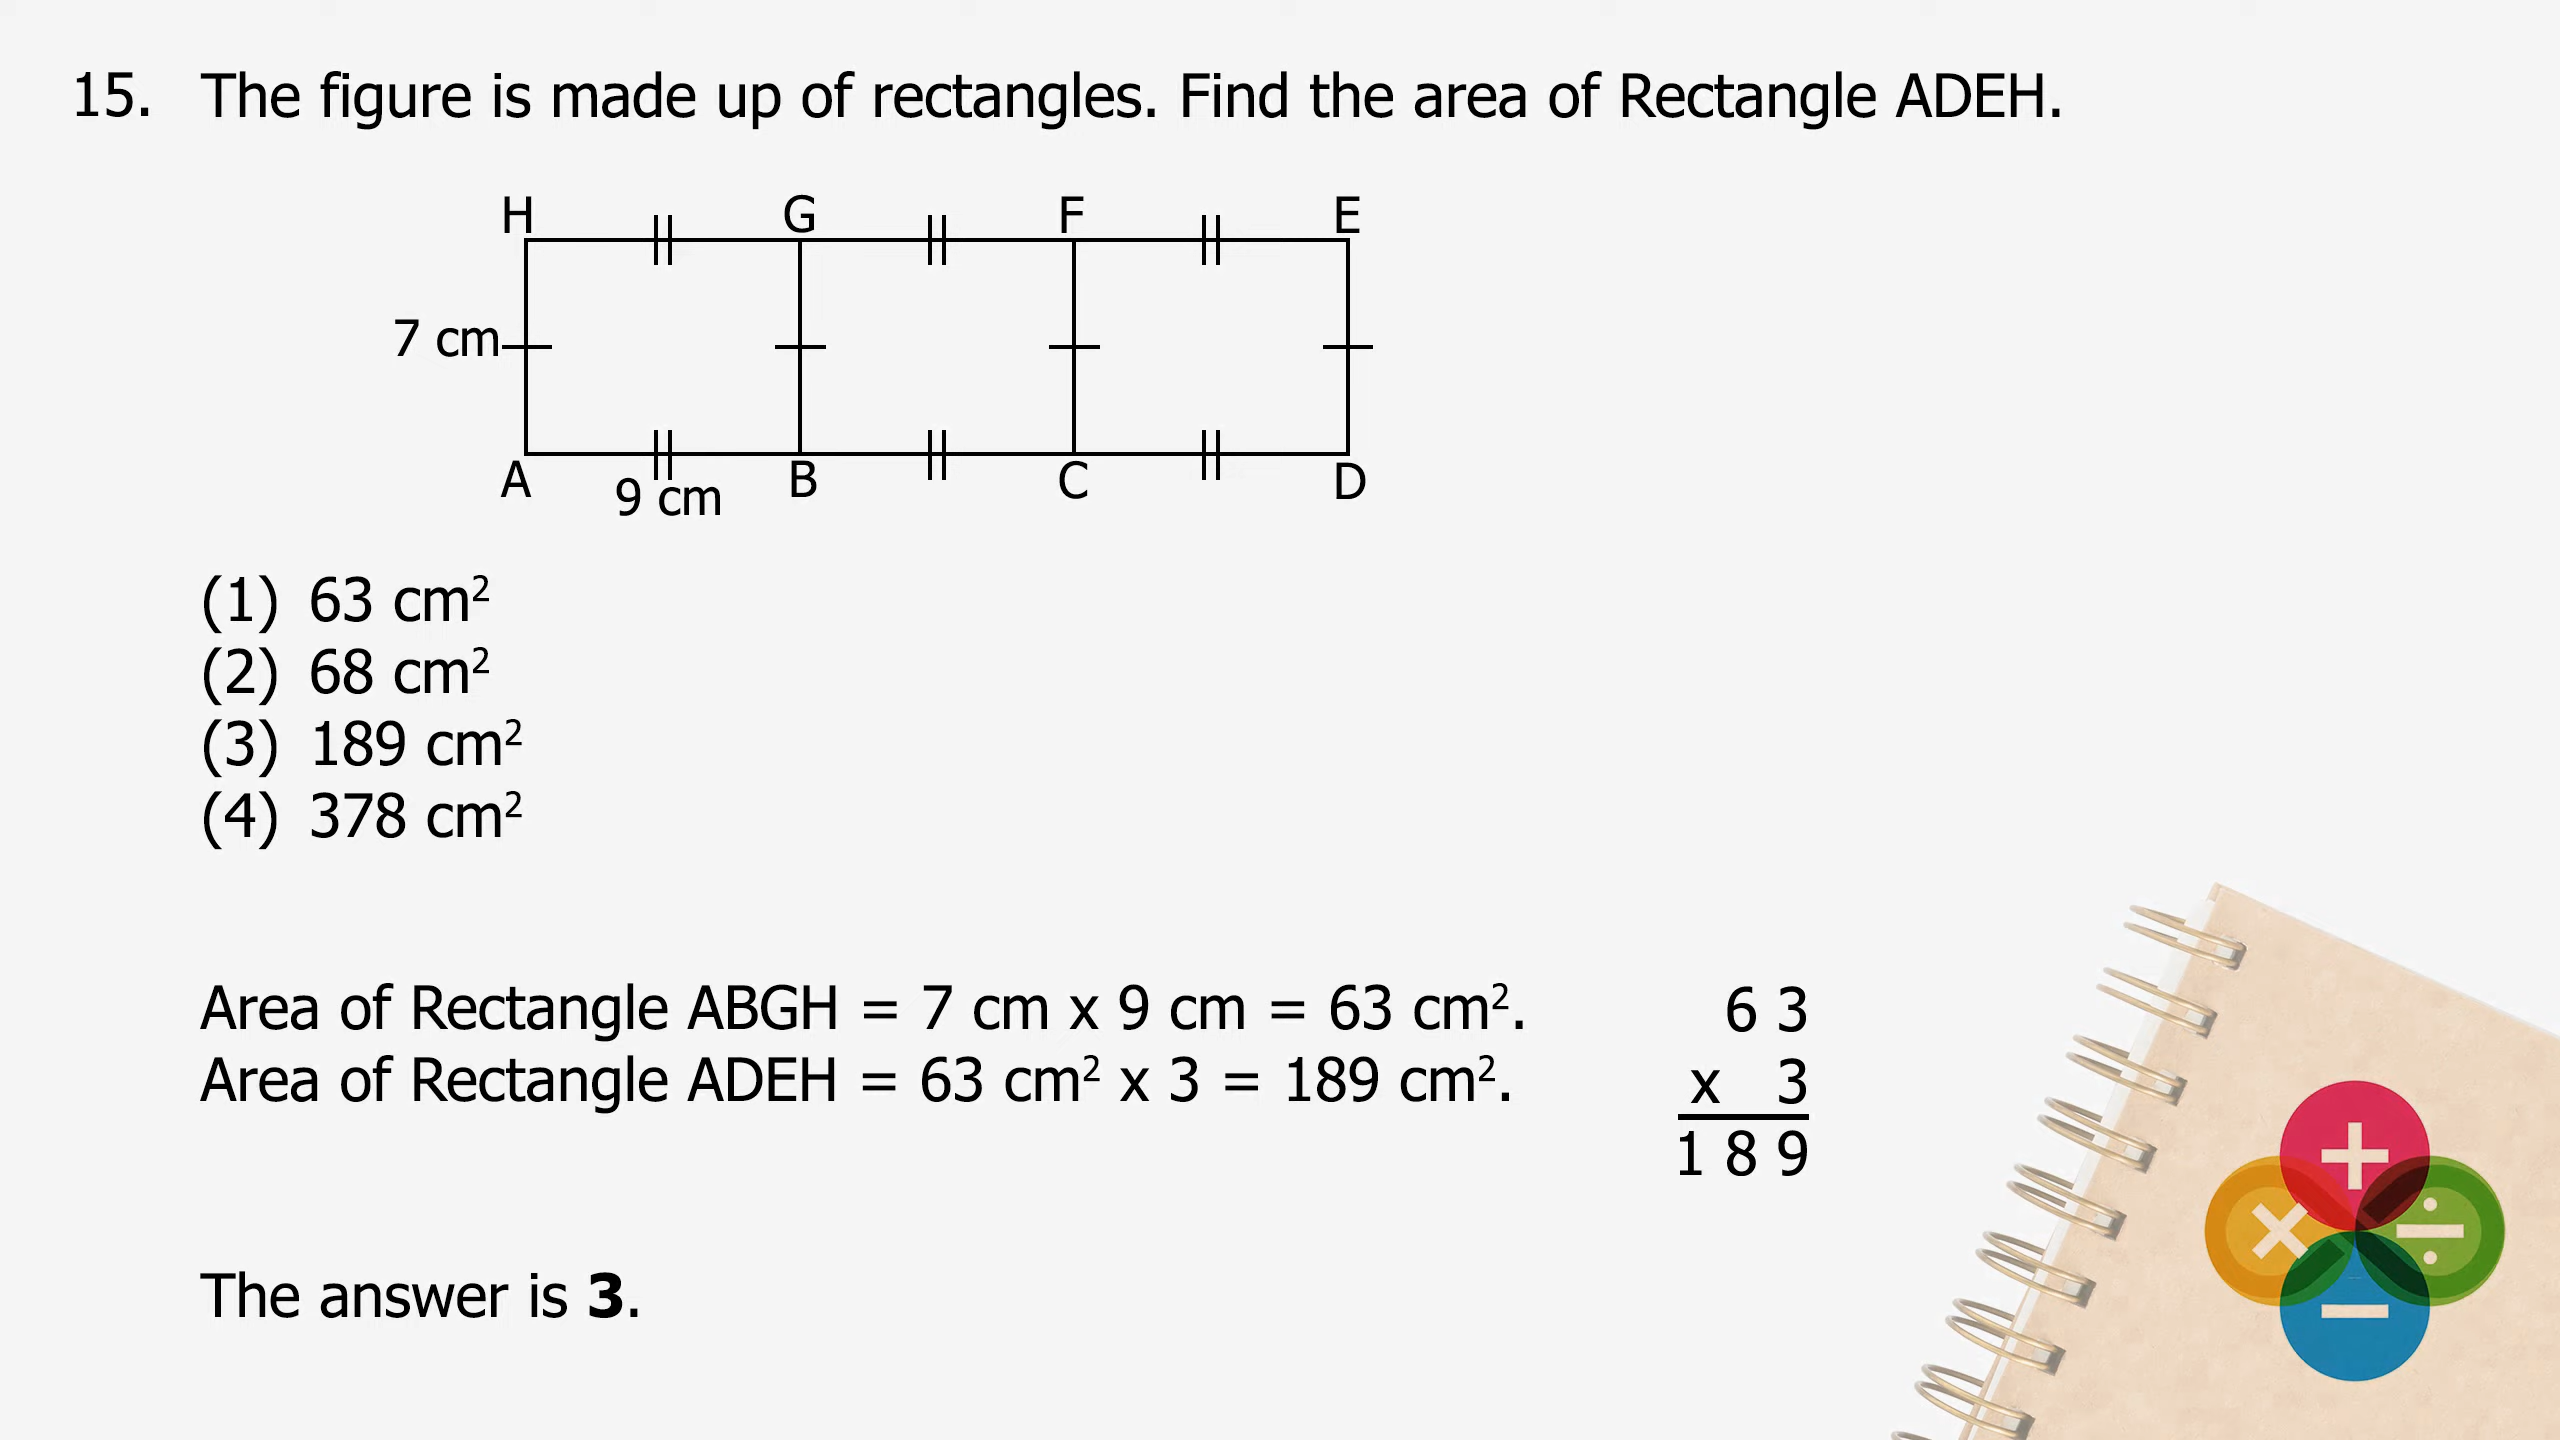 15. The figure is made up of rectangles. Find the area of Rectangle ADEH.
H G F E
7 cm
A B C D
9 cm
(1) 63 cm²
(2) 68 cm²
(3) 189 cm²
(4) 378 cm²
Area of Rectangle ABGH = 7 cm x 9 cm = 63 cm².
Area of Rectangle ADEH = 63 cm² x 3 = 189 cm².
6 3
x 3
1 8 9
+
× ÷
−
The answer is 3.